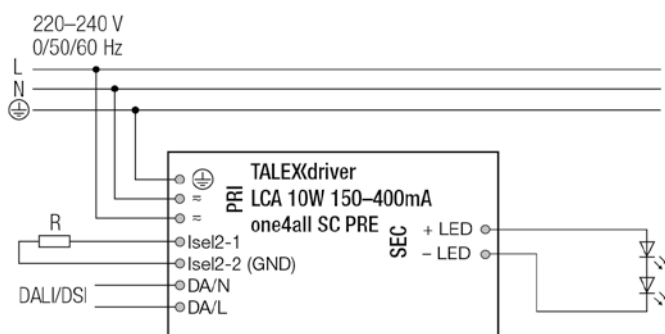 220–240 V
0/50/60 Hz
L
N
TALEXXdriver
LCA 10W 150–400mA
one4all SC PRE
PRI
≂
≂
SEC
+ LED
– LED
R
Isel2-1
Isel2-2 (GND)
DALI/DSI
DA/N
DA/L